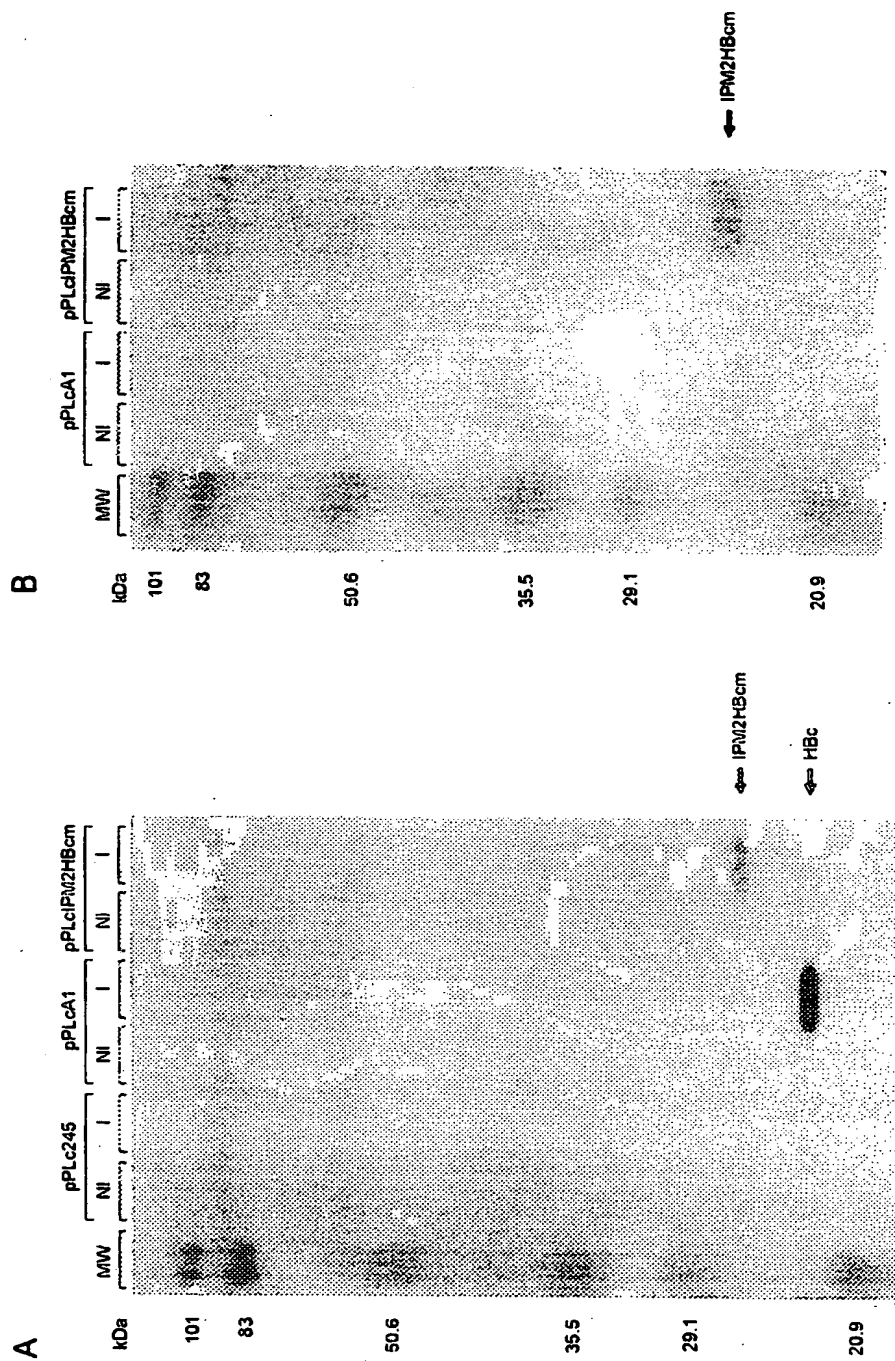 A
pPLc245 pPLcA1 pPLcIPM2HBcm
kDa MW NI I NI I NI I
101
83
50.6
35.5
29.1
20.9
IPM2HBcm
HBc
B
pPLcA1 pPLcIPM2HBcm
kDa MW NI I NI I
101
83
50.6
35.5
29.1
20.9
IPM2HBcm